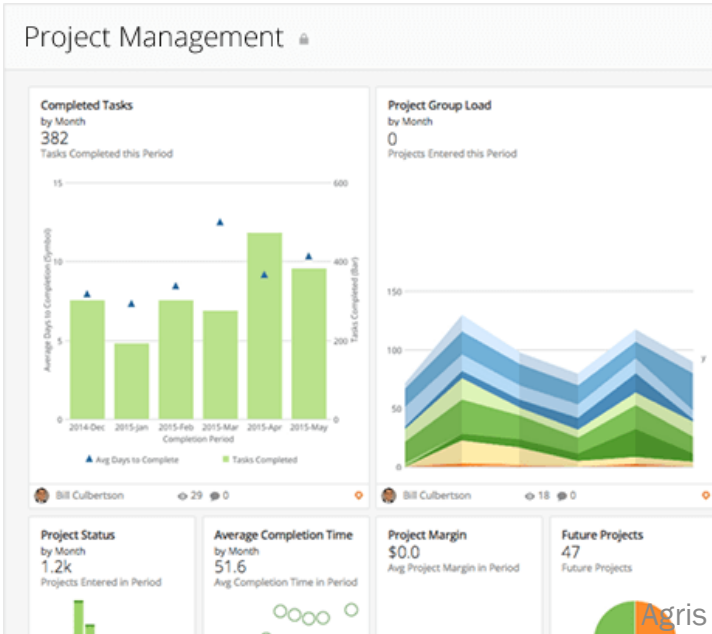 Project Management
Completed Tasks
by Month
382
Tasks Completed this Period
15
10
5
0
600
400
200
0
Average Days to Completion (Symbol)
Tasks Completed (Bar)
2014-Dec 2015-Jan 2015-Feb 2015-Mar 2015-Apr 2015-May
Completion Period
Avg Days to Complete Tasks Completed
Bill Culbertson 29 0
Project Group Load
by Month
0
Projects Entered this Period
150
100
50
0
y
Bill Culbertson 18 0
Project Status
by Month
1.2k
Projects Entered in Period
Average Completion Time
by Month
51.6
Avg Completion Time in Period
Project Margin
$0.0
Avg Project Margin in Period
Future Projects
47
Future Projects
Agris